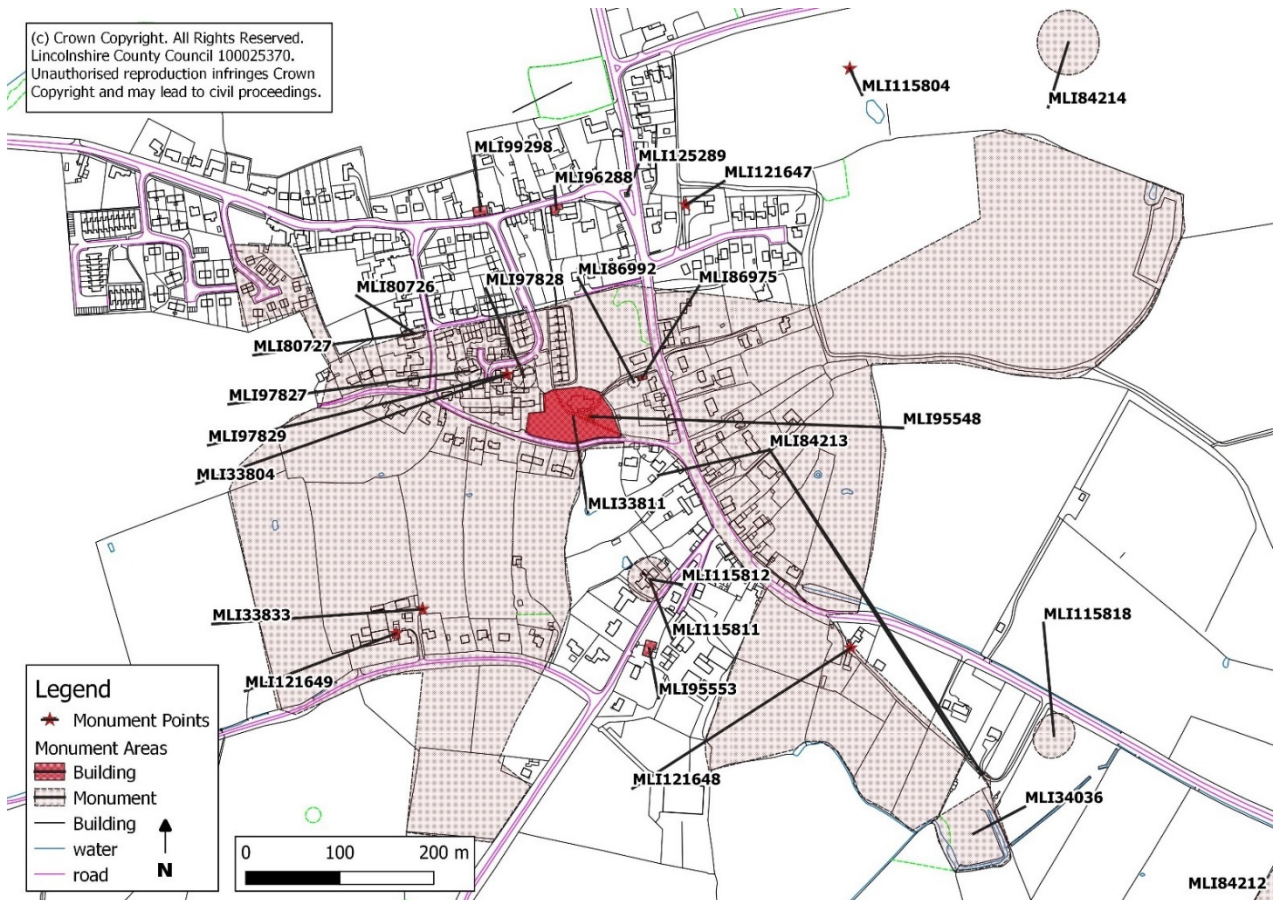 (c) Crown Copyright. All Rights Reserved.
Lincolnshire County Council 100025370.
Unauthorised reproduction infringes Crown
Copyright and may lead to civil proceedings.
MLI115804
MLI84214
MLI99298
MLI96288
MLI125289
MLI121647
MLI80726
MLI97828
MLI86992
MLI86975
MLI80727
MLI97827
MLI97829
MLI33804
MLI95548
MLI84213
MLI33811
MLI115812
MLI33833
MLI115811
MLI115818
MLI121649
MLI95553
MLI121648
MLI34036
MLI84212
Legend
Monument Points
Monument Areas
Building
Monument
Building
water
road
N
0 100 200 m